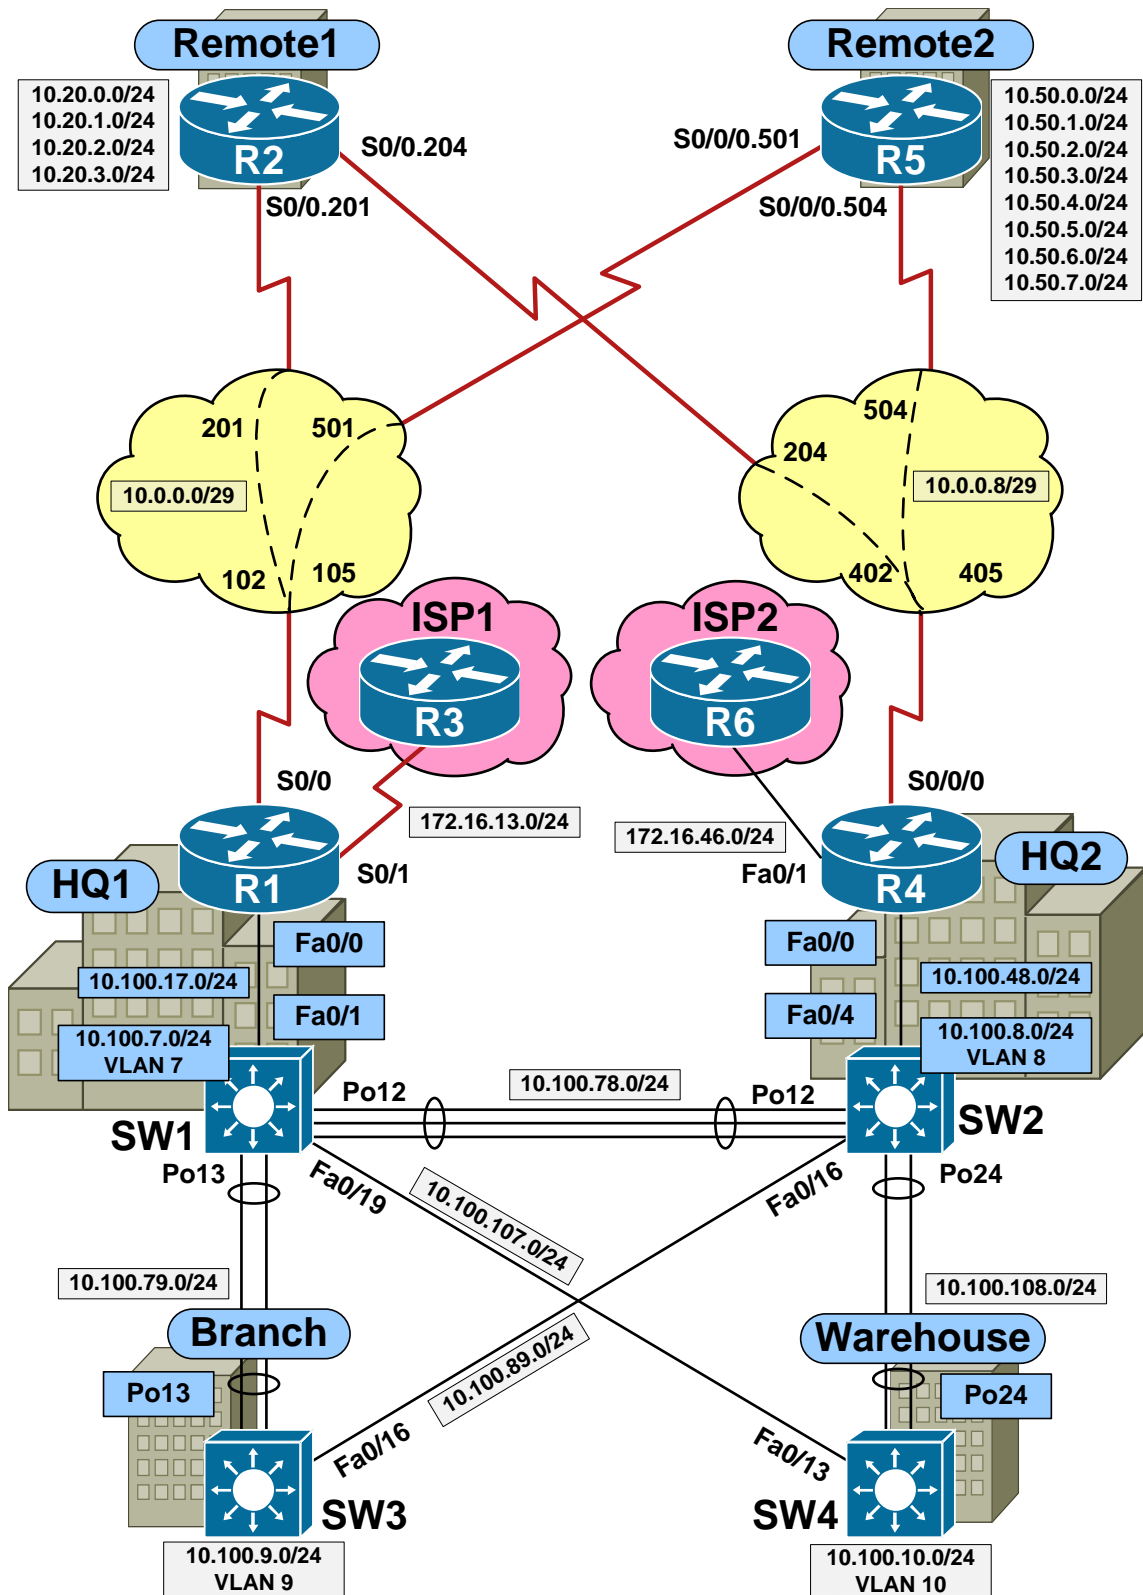 Remote1
Remote2
10.20.0.0/24
10.20.1.0/24
10.20.2.0/24
10.20.3.0/24
R2
S0/0.204
S0/0.201
S0/0/0.501
R5
S0/0/0.504
10.50.0.0/24
10.50.1.0/24
10.50.2.0/24
10.50.3.0/24
10.50.4.0/24
10.50.5.0/24
10.50.6.0/24
10.50.7.0/24
201
501
10.0.0.0/29
102
105
504
204
10.0.0.8/29
402
405
ISP1
R3
ISP2
R6
S0/0
172.16.13.0/24
172.16.46.0/24
S0/0/0
HQ1
R1
S0/1
Fa0/1
R4
HQ2
Fa0/0
10.100.17.0/24
Fa0/1
10.100.7.0/24
VLAN 7
Fa0/0
10.100.48.0/24
Fa0/4
10.100.8.0/24
VLAN 8
Po12
10.100.78.0/24
Po12
SW1
SW2
Po13
Fa0/19
10.100.107.0/24
Fa0/16
Po24
10.100.79.0/24
10.100.108.0/24
Branch
10.100.89.0/24
Warehouse
Po13
Po24
Fa0/16
Fa0/13
SW3
SW4
10.100.9.0/24
VLAN 9
10.100.10.0/24
VLAN 10